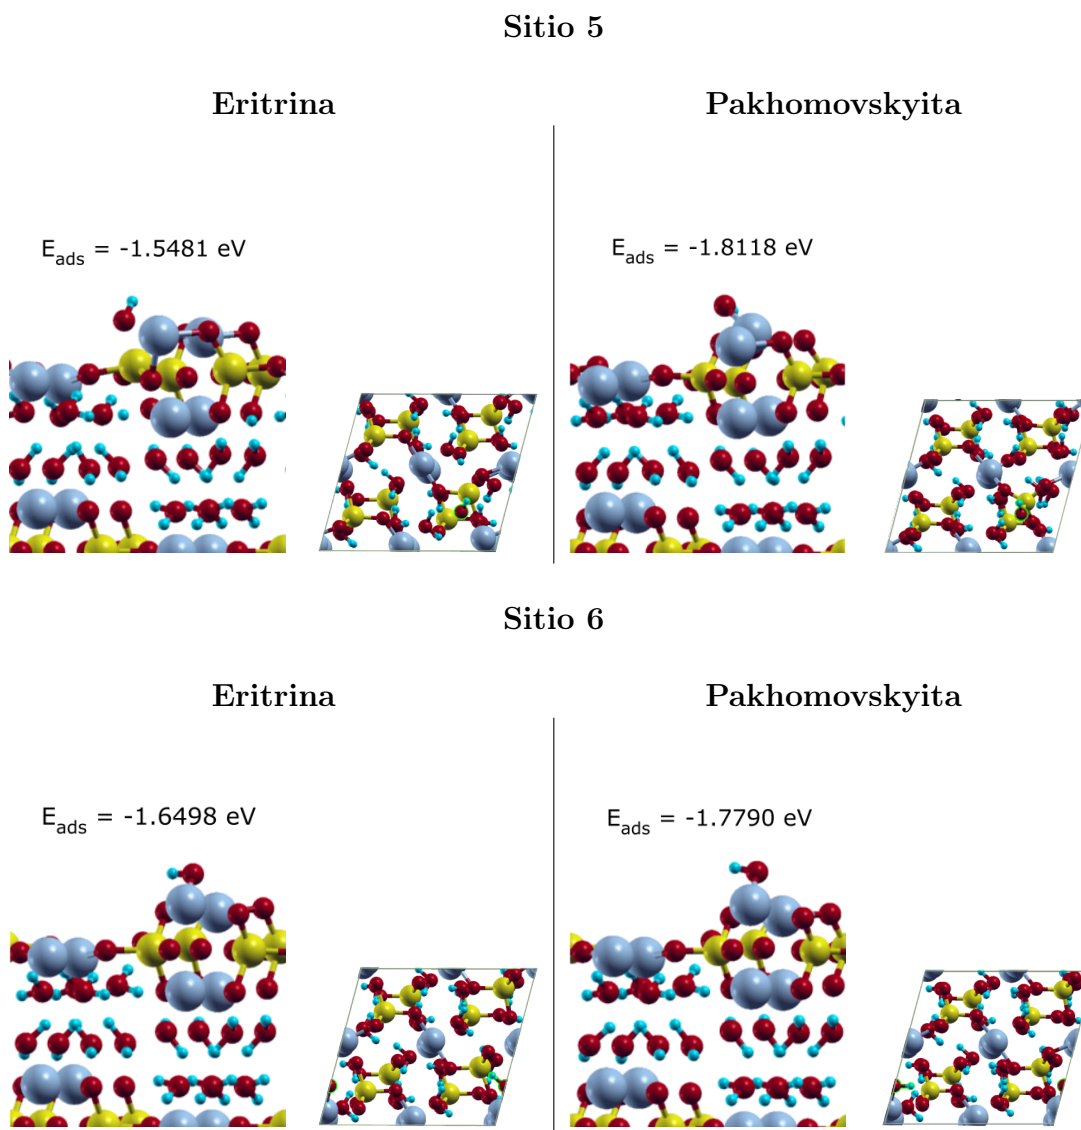 Sitio 5
Eritrina
Pakhomovskyita
E_ads = -1.5481 eV
E_ads = -1.8118 eV
Sitio 6
Eritrina
Pakhomovskyita
E_ads = -1.6498 eV
E_ads = -1.7790 eV